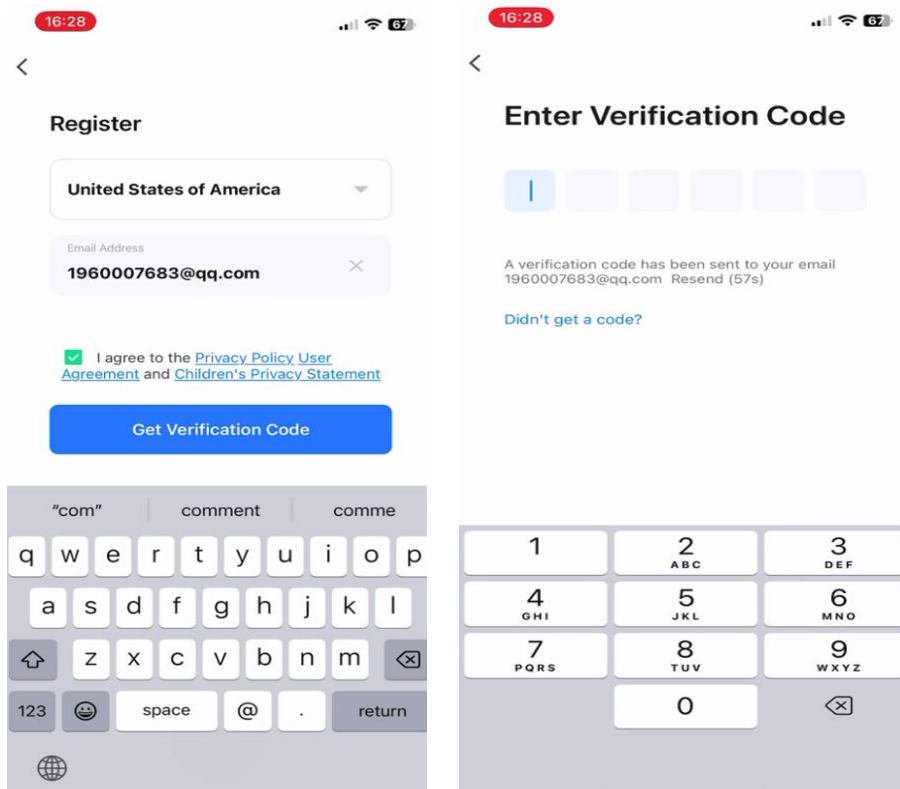 16:28
67
Register
United States of America
Email Address
1960007683@qq.com
I agree to the Privacy Policy User
Agreement and Children's Privacy Statement
Get Verification Code
“com” comment comme
q w e r t y u i o p
a s d f g h j k l
z x c v b n m
123 space @ . return
16:28
67
Enter Verification Code
A verification code has been sent to your email
1960007683@qq.com Resend (57s)
Didn't get a code?
1 2 3
ABC DEF
4 5 6
GHI JKL MNO
7 8 9
PQRS TUV WXYZ
0